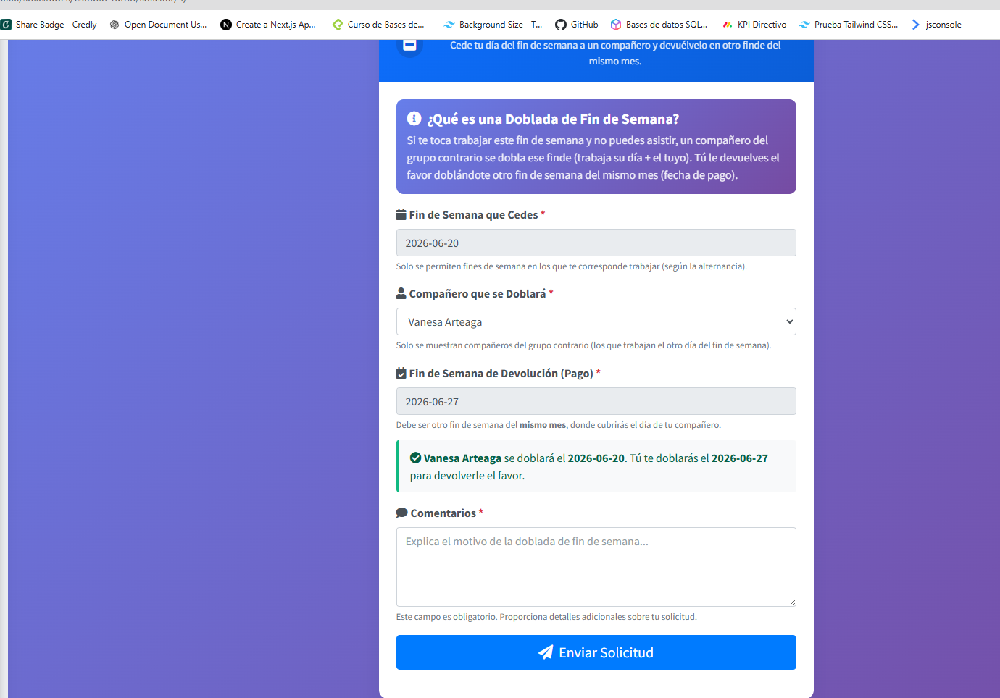 Share Badge - Credly
Open Document Us...
Create a Next.js Ap...
Curso de Bases de...
Background Size - T...
GitHub
Bases de datos SQL...
KPI Directivo
Prueba Tailwind CSS...
jsconsole
Cede tu día del fin de semana a un compañero y devuélvelo en otro finde del
mismo mes.
¿Qué es una Doblada de Fin de Semana?
Si te toca trabajar este fin de semana y no puedes asistir, un compañero del
grupo contrario se dobla ese finde (trabaja su día + el tuyo). Tú le devuelves el
favor doblándote otro fin de semana del mismo mes (fecha de pago).
Fin de Semana que Cedes *
2026-06-20
Solo se permiten fines de semana en los que te corresponde trabajar (según la alternancia).
Compañero que se Doblará *
Vanesa Arteaga
Solo se muestran compañeros del grupo contrario (los que trabajan el otro día del fin de semana).
Fin de Semana de Devolución (Pago) *
2026-06-27
Debe ser otro fin de semana del mismo mes, donde cubrirás el día de tu compañero.
Vanesa Arteaga se doblará el 2026-06-20. Tú te doblarás el 2026-06-27
para devolverle el favor.
Comentarios *
Explica el motivo de la doblada de fin de semana...
Este campo es obligatorio. Proporciona detalles adicionales sobre tu solicitud.
Enviar Solicitud